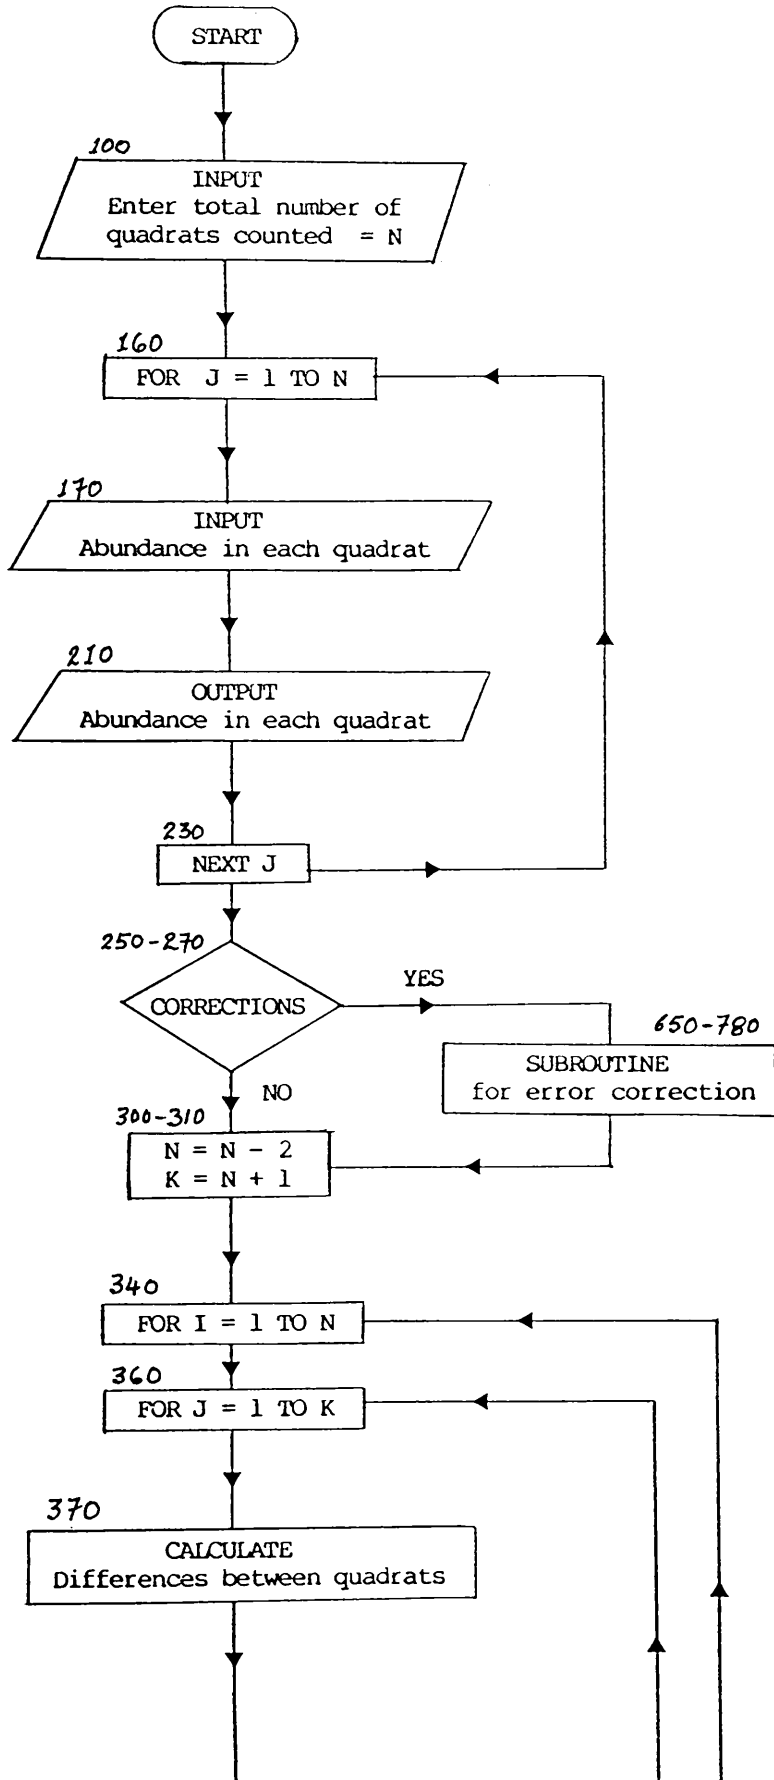 START
100
INPUT
Enter total number of
quadrats counted = N
160
FOR J = 1 TO N
170
INPUT
Abundance in each quadrat
210
OUTPUT
Abundance in each quadrat
230
NEXT J
250-270
CORRECTIONS
YES
650-780
SUBROUTINE
for error correction
NO
300-310
N = N - 2
K = N + 1
340
FOR I = 1 TO N
360
FOR J = 1 TO K
370
CALCULATE
Differences between quadrats